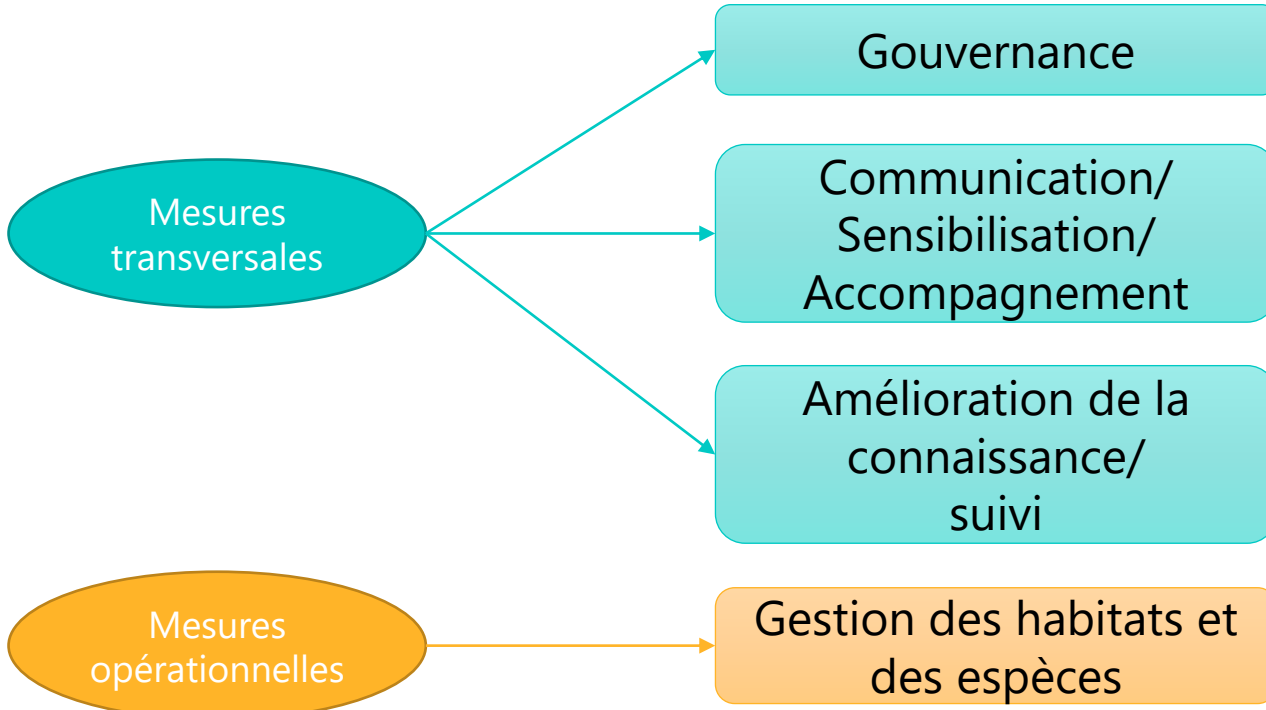 Gouvernance
Mesures
transversales
Communication/
Sensibilisation/
Accompagnement
Amélioration de la
connaissance/
suivi
Mesures
opérationnelles
Gestion des habitats et
des espèces